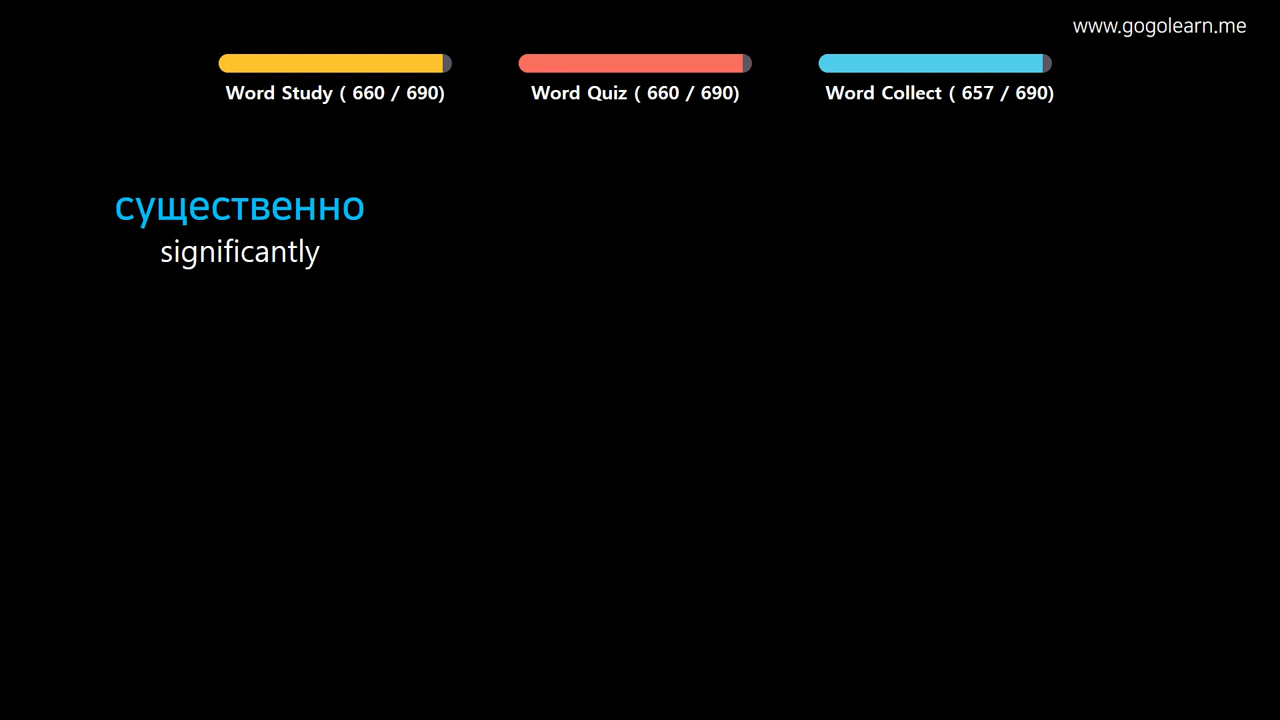 www.gogolearn.me
Word Study ( 660 / 690)
Word Quiz ( 660 / 690)
Word Collect ( 657 / 690)
существенно
significantly